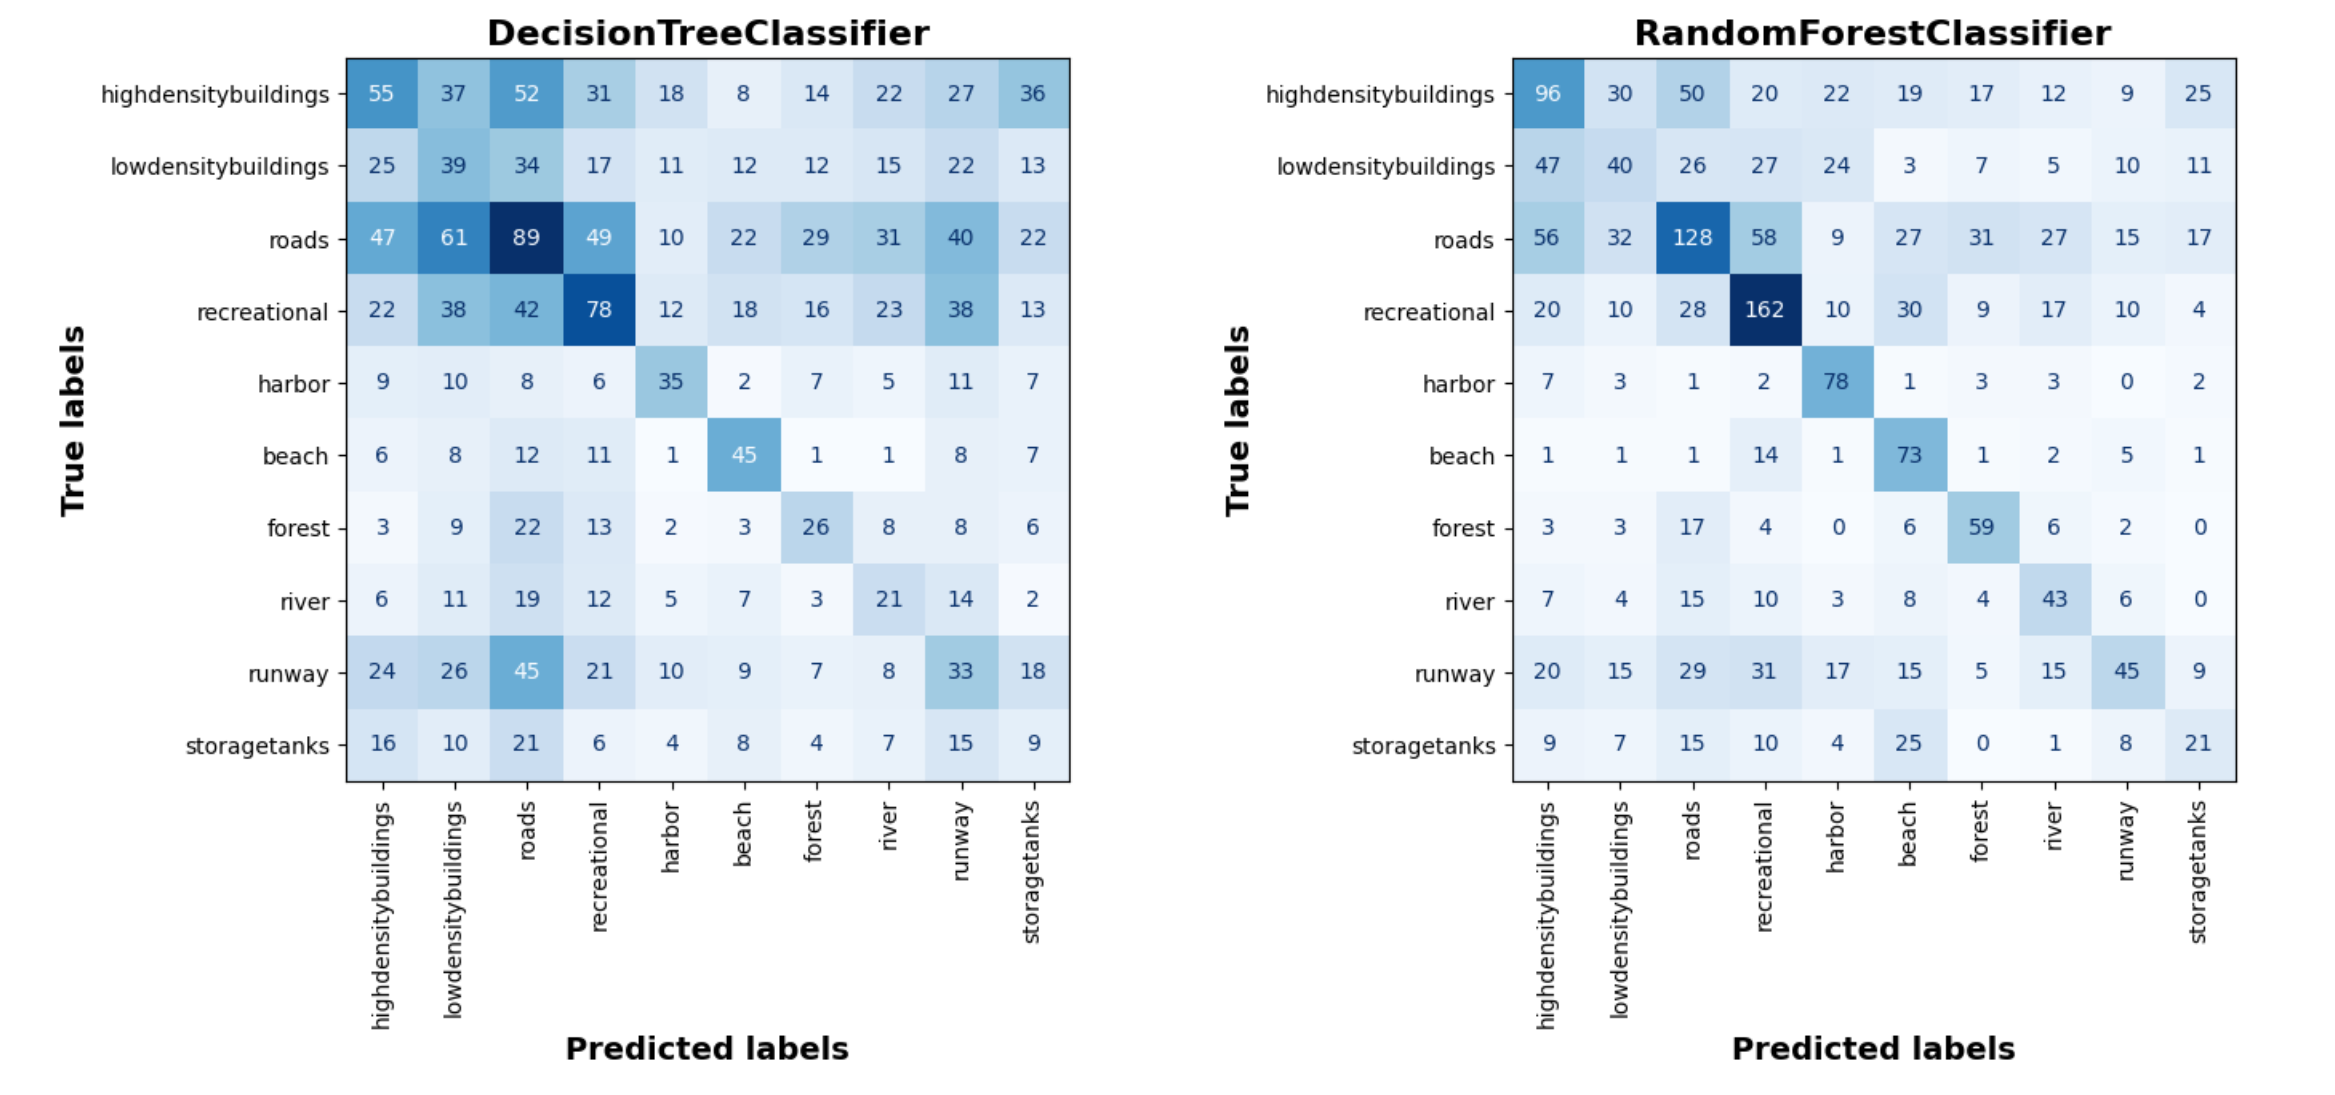 DecisionTreeClassifier
True labels
highdensitybuildings 55 37 52 31 18 8 14 22 27 36
lowdensitybuildings 25 39 34 17 11 12 12 15 22 13
roads 47 61 89 49 10 22 29 31 40 22
recreational 22 38 42 78 12 18 16 23 38 13
harbor 9 10 8 6 35 2 7 5 11 7
beach 6 8 12 11 1 45 1 1 8 7
forest 3 9 22 13 2 3 26 8 8 6
river 6 11 19 12 5 7 3 21 14 2
runway 24 26 45 21 10 9 7 8 33 18
storagetanks 16 10 21 6 4 8 4 7 15 9
highdensitybuildings
lowdensitybuildings
roads
recreational
harbor
beach
forest
river
runway
storagetanks
Predicted labels
RandomForestClassifier
True labels
highdensitybuildings 96 30 50 20 22 19 17 12 9 25
lowdensitybuildings 47 40 26 27 24 3 7 5 10 11
roads 56 32 128 58 9 27 31 27 15 17
recreational 20 10 28 162 10 30 9 17 10 4
harbor 7 3 1 2 78 1 3 3 0 2
beach 1 1 1 14 1 73 1 2 5 1
forest 3 3 17 4 0 6 59 6 2 0
river 7 4 15 10 3 8 4 43 6 0
runway 20 15 29 31 17 15 5 15 45 9
storagetanks 9 7 15 10 4 25 0 1 8 21
highdensitybuildings
lowdensitybuildings
roads
recreational
harbor
beach
forest
river
runway
storagetanks
Predicted labels